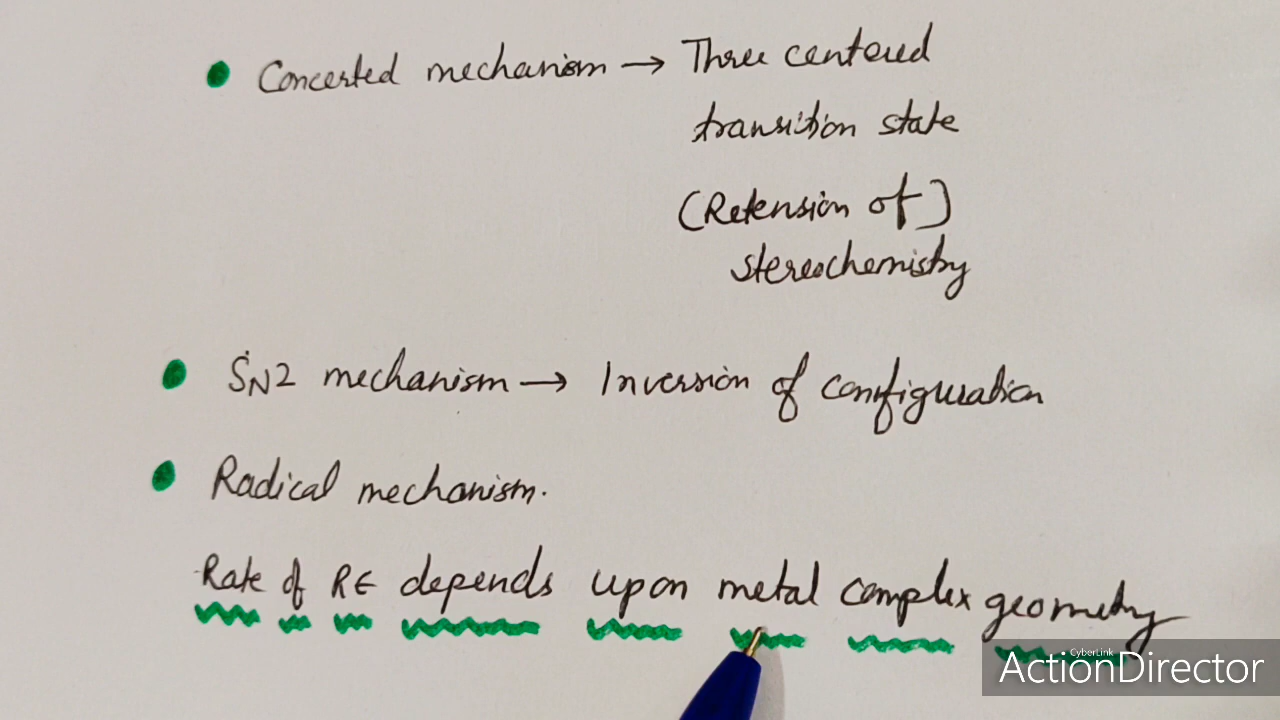 Concerted mechanism → Three centered
transition state
(Retension of)
stereochemistry
SN2 mechanism → Inversion of configuration
Radical mechanism.
Rate of RE depends upon metal complex geometry
CyberLink
ActionDirector